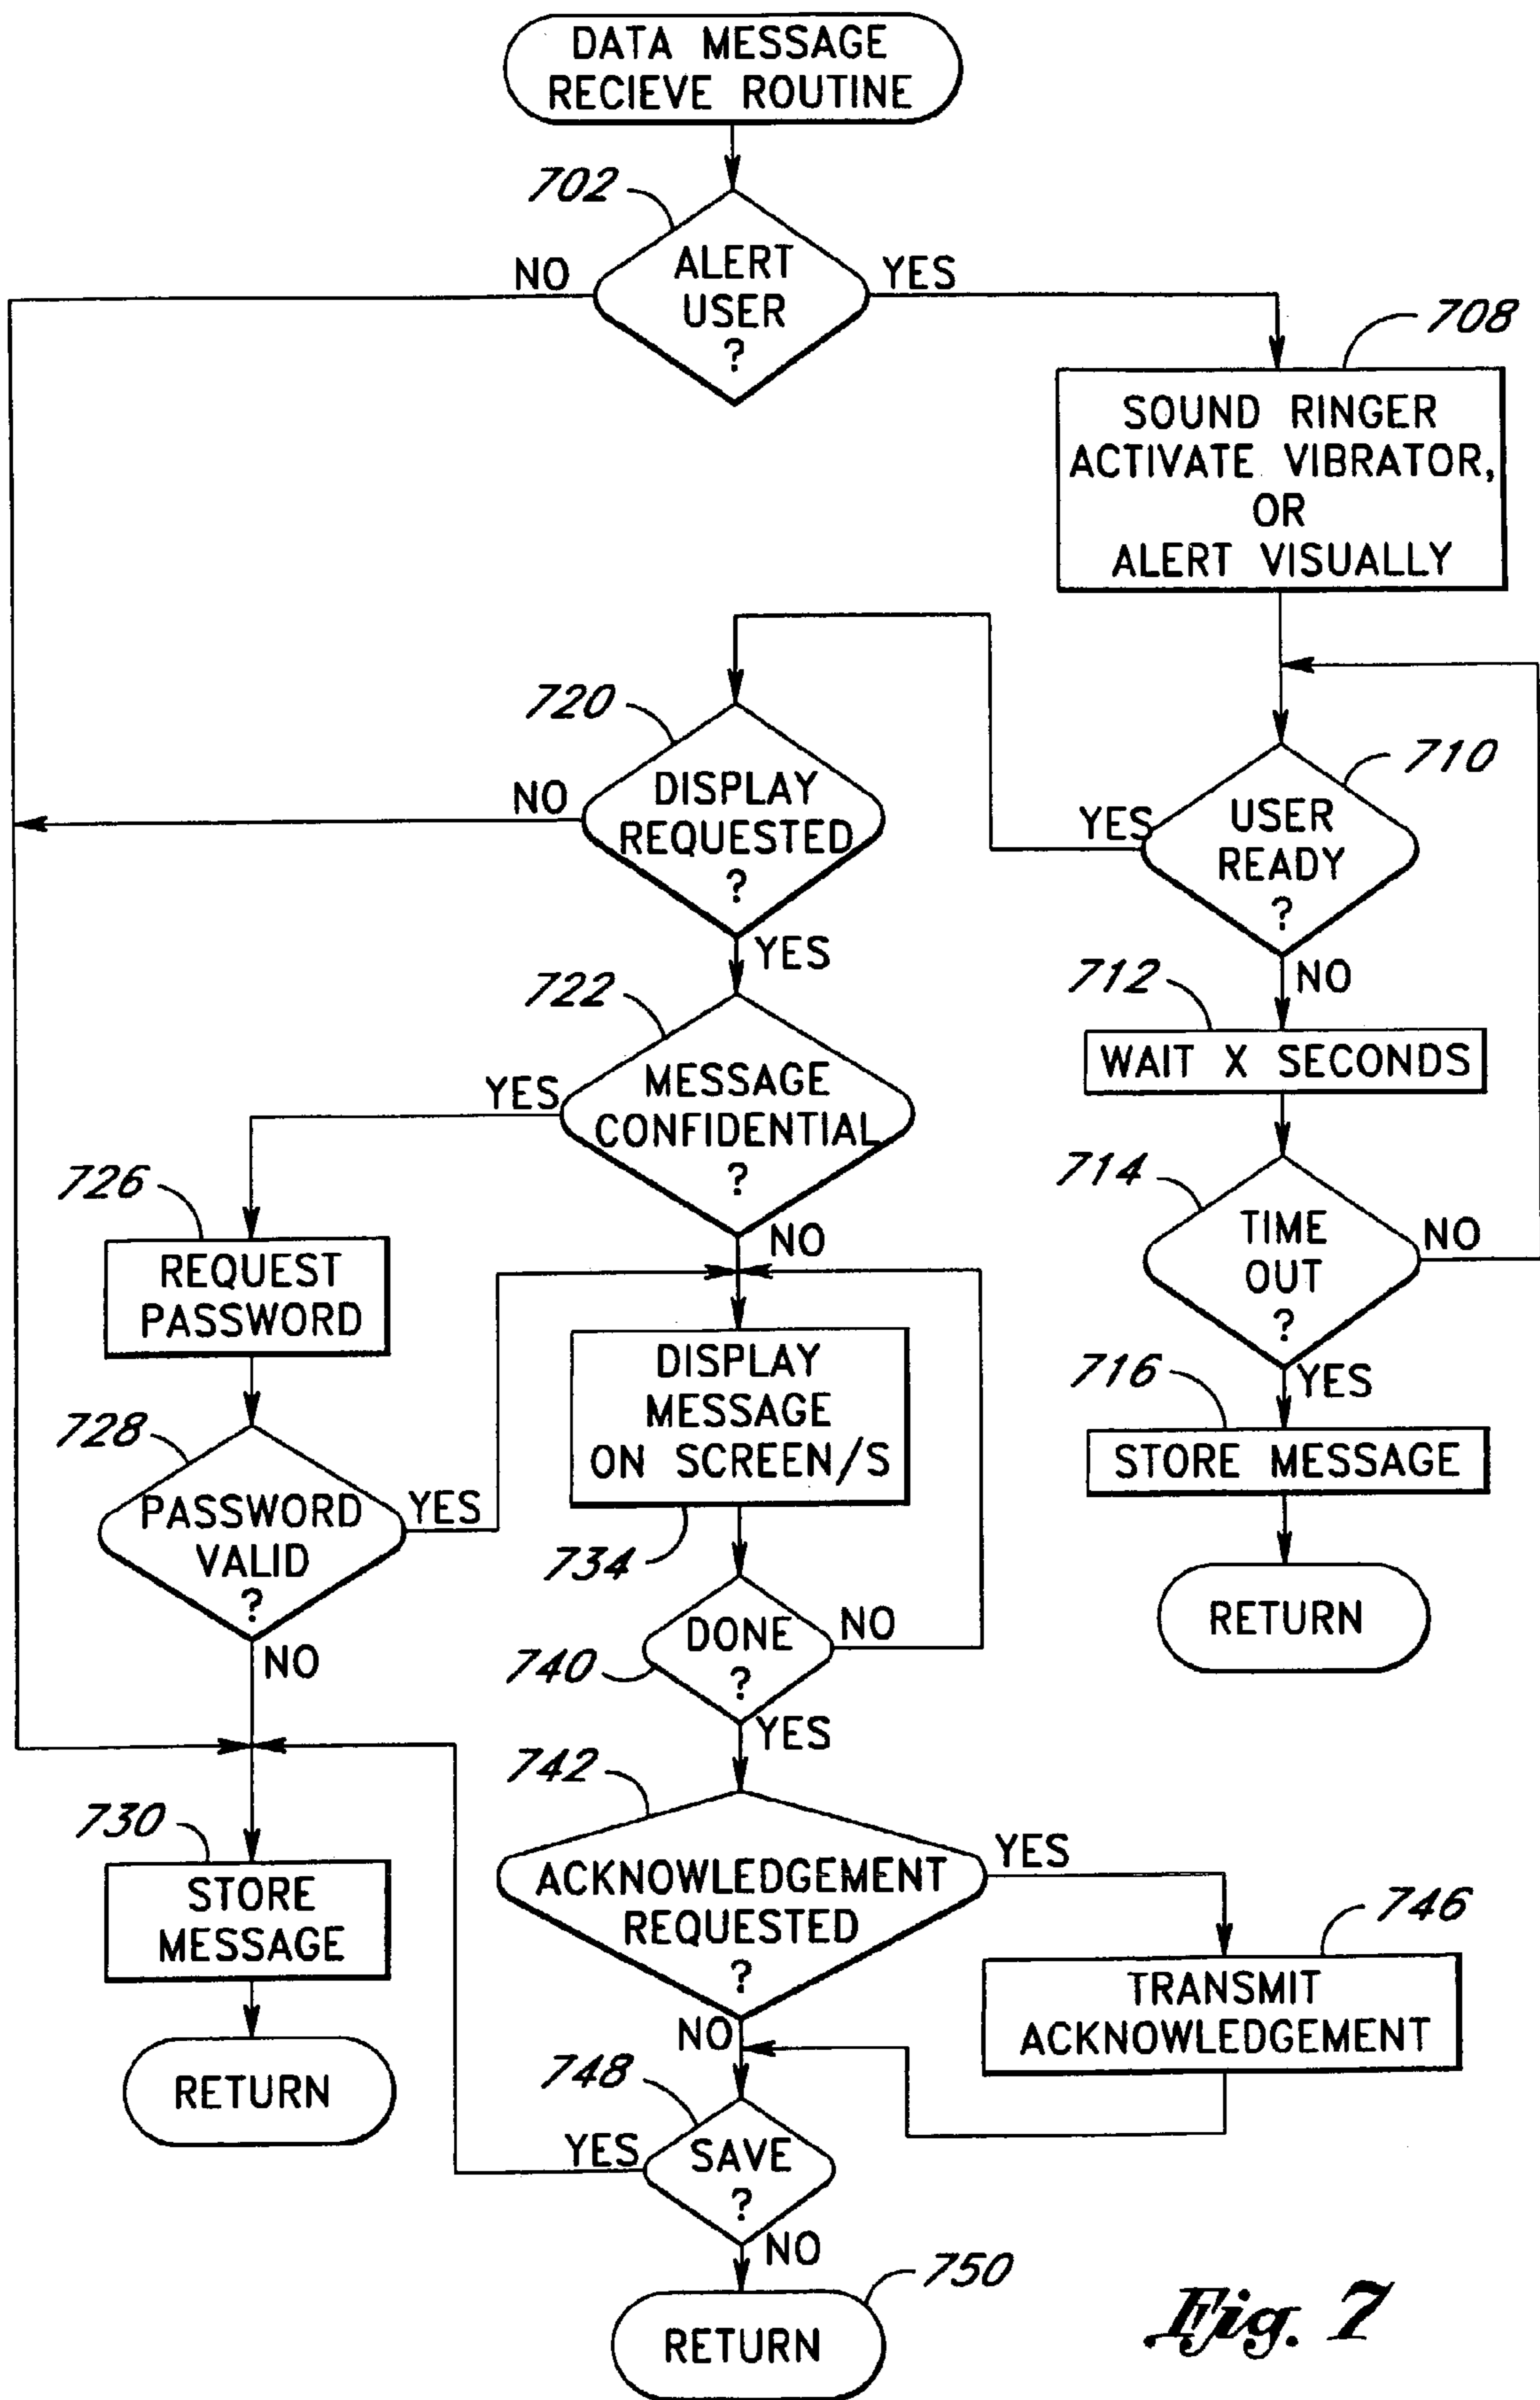 DATA MESSAGE
RECIEVE ROUTINE
702
ALERT
USER
?
NO
YES
708
SOUND RINGER
ACTIVATE VIBRATOR,
OR
ALERT VISUALLY
720
DISPLAY
REQUESTED
?
NO
YES
710
USER
READY
?
YES
NO
712
WAIT X SECONDS
714
TIME
OUT
?
NO
YES
716
STORE MESSAGE
RETURN
722
MESSAGE
CONFIDENTIAL
?
YES
NO
726
REQUEST
PASSWORD
728
PASSWORD
VALID
?
YES
NO
DISPLAY
MESSAGE
ON SCREEN/S
734
DONE
?
740
NO
YES
742
ACKNOWLEDGEMENT
REQUESTED
?
YES
NO
746
TRANSMIT
ACKNOWLEDGEMENT
730
STORE
MESSAGE
RETURN
748
SAVE
?
YES
NO
750
RETURN
Fig. 7